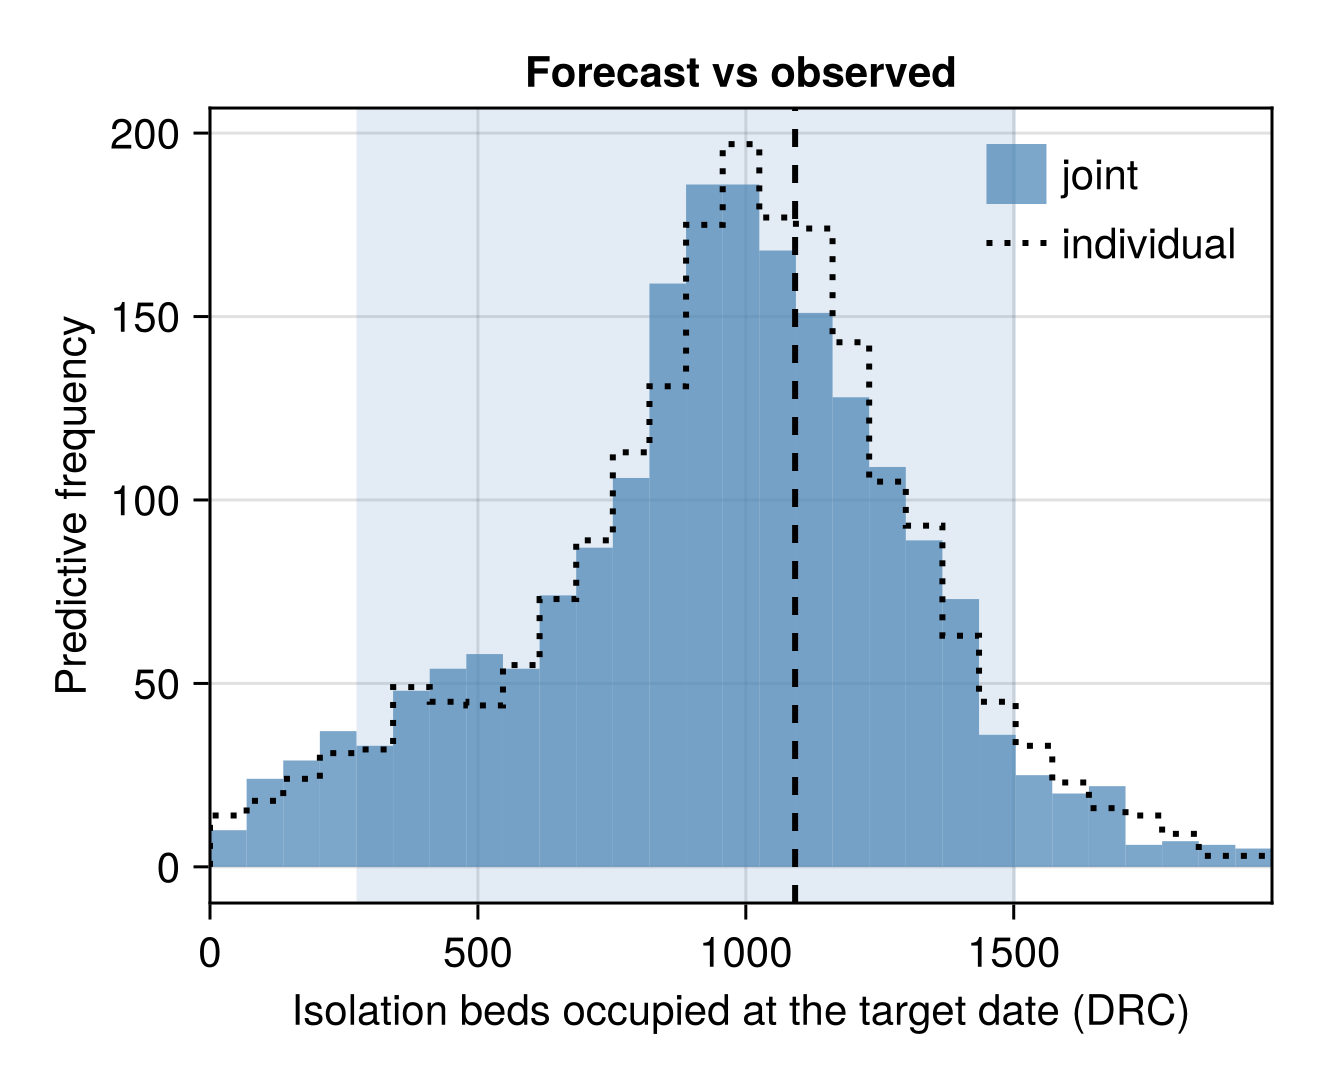 Forecast vs observed
joint
individual
Predictive frequency
200
150
100
50
0
0 500 1000 1500
Isolation beds occupied at the target date (DRC)